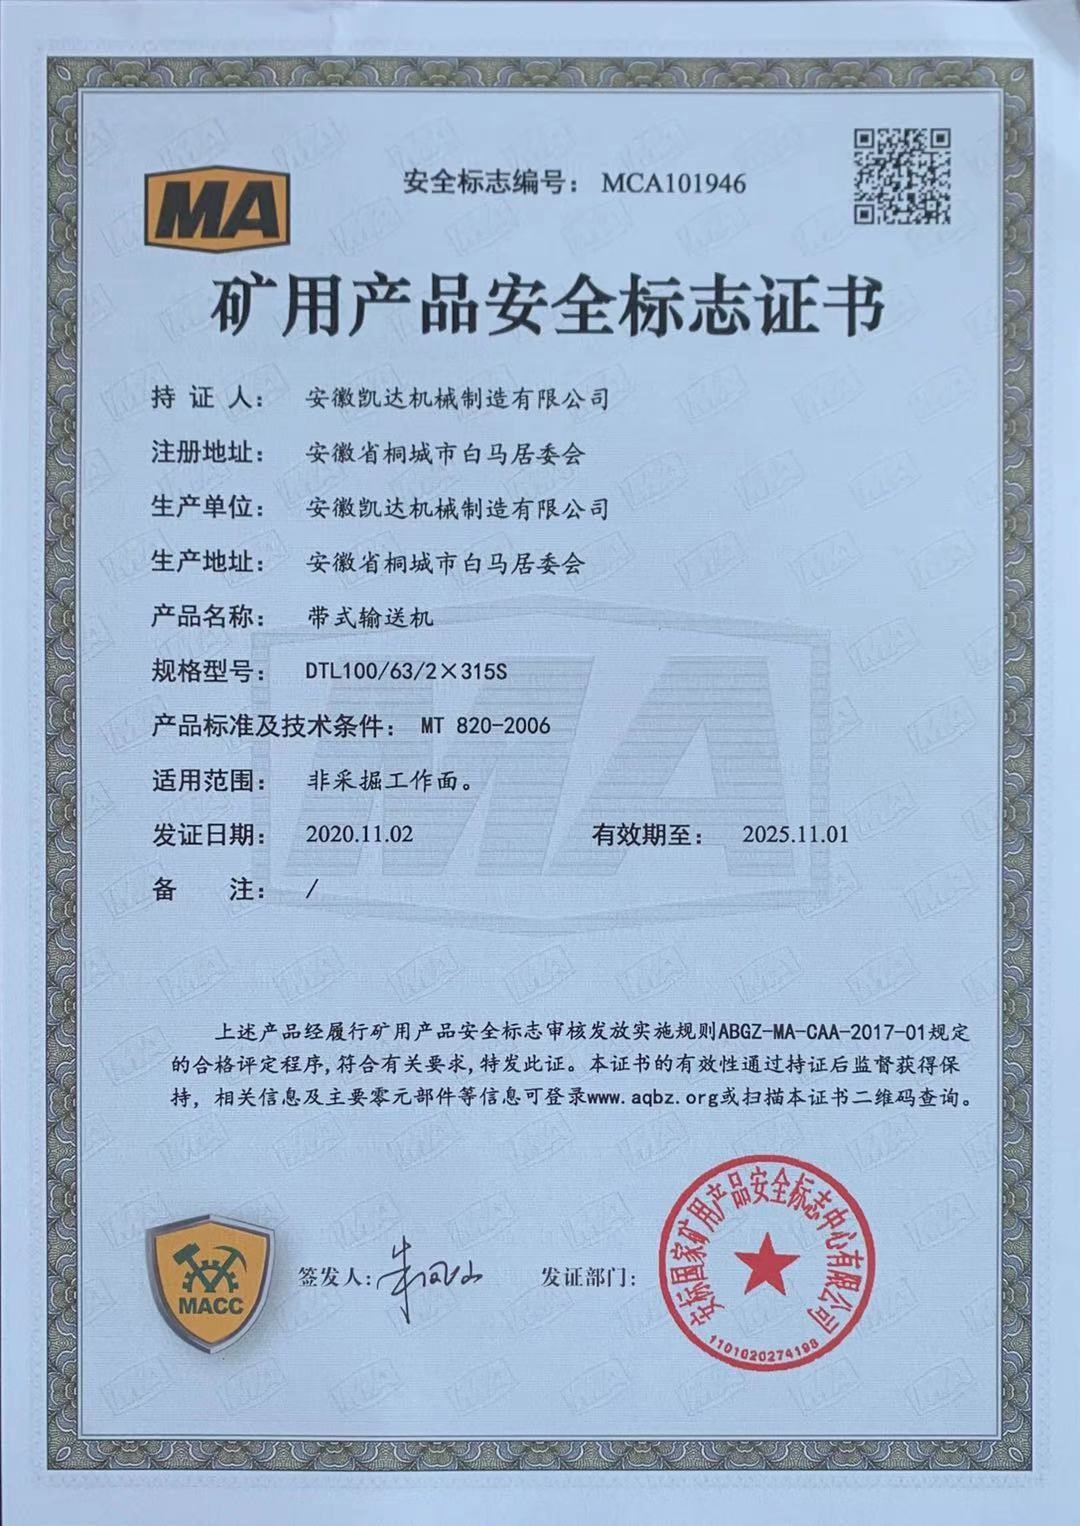 MA
安全标志编号： MCA101946
矿用产品安全标志证书
持 证 人： 安徽凯达机械制造有限公司
注册地址： 安徽省桐城市白马居委会
生产单位： 安徽凯达机械制造有限公司
生产地址： 安徽省桐城市白马居委会
产品名称： 带式输送机
规格型号： DTL100/63/2×315S
产品标准及技术条件： MT 820-2006
适用范围： 非采掘工作面。
发证日期： 2020.11.02 有效期至： 2025.11.01
备 注： /
上述产品经履行矿用产品安全标志审核发放实施规则ABGZ-MA-CAA-2017-01规定
的合格评定程序,符合有关要求,特发此证。本证书的有效性通过持证后监督获得保
持，相关信息及主要零元部件等信息可登录www.aqbz.org或扫描本证书二维码查询。
MACC
签发人: 发证部门:
安标国家矿用产品安全标志中心有限公司
1101020274198